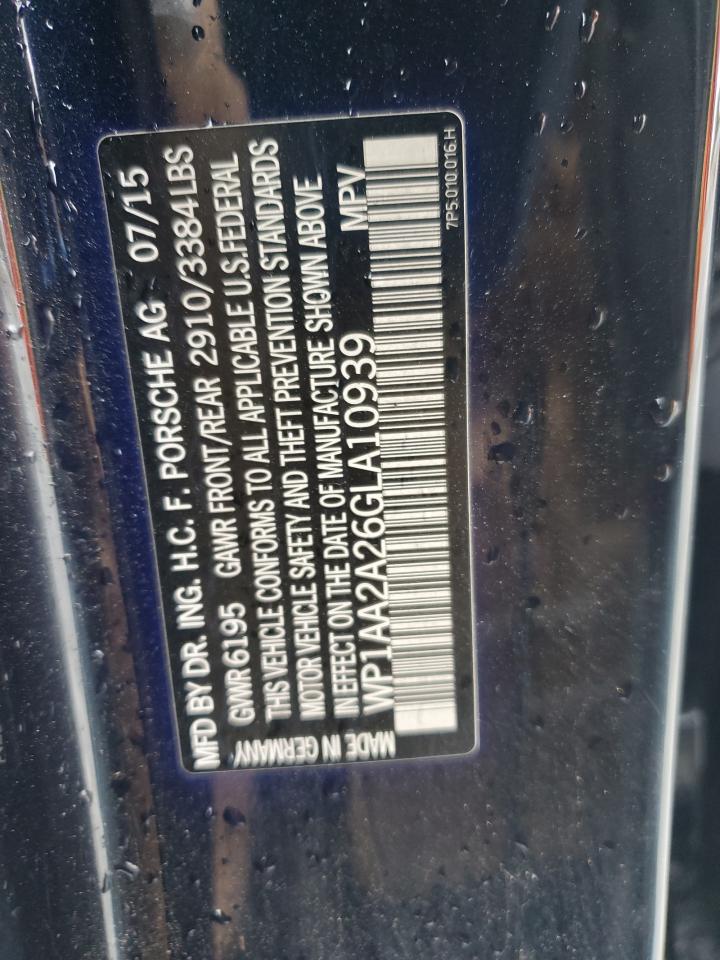 MFD BY DR. ING. H.C. F. PORSCHE AG 07/15
GWR 6195 GAWR FRONT/REAR 2910/3384 LBS
THIS VEHICLE CONFORMS TO ALL APPLICABLE U.S.FEDERAL
MOTOR VEHICLE SAFETY AND THEFT PREVENTION STANDARDS
IN EFFECT ON THE DATE OF MANUFACTURE SHOWN ABOVE
WP1AA2A26GLA10939 MPV
MADE IN GERMANY
7P5.010.016.H